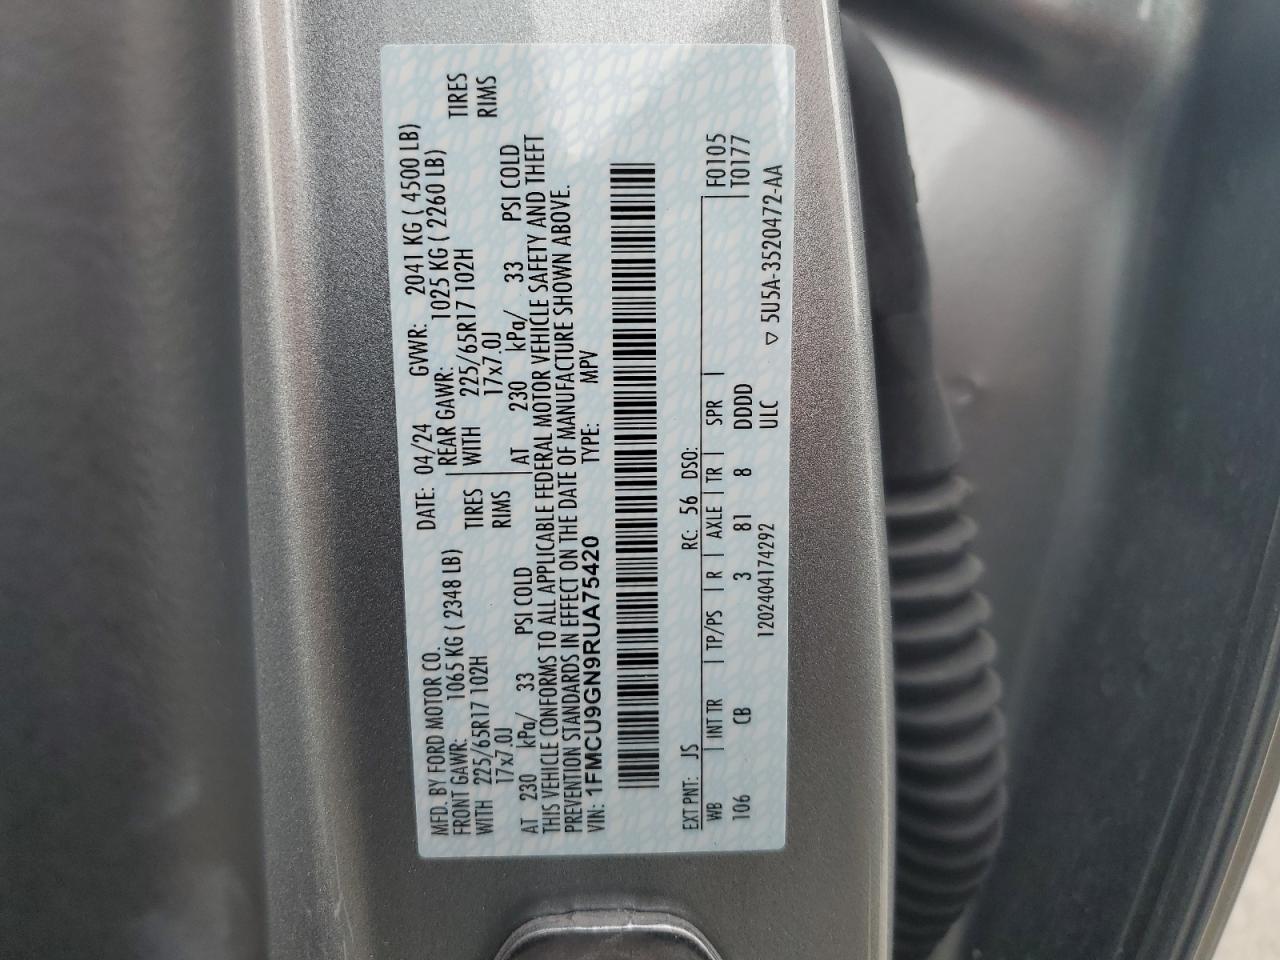 MFD. BY FORD MOTOR CO.
DATE: 04/24 GVWR: 2041 KG ( 4500 LB)
FRONT GAWR: 1065 KG ( 2348 LB) REAR GAWR: 1025 KG ( 2260 LB)
WITH 225/65R17 102H TIRES WITH 225/65R17 102H TIRES
17x7.0J RIMS 17x7.0J RIMS
AT 230 kPa/ 33 PSI COLD AT 230 kPa/ 33 PSI COLD
THIS VEHICLE CONFORMS TO ALL APPLICABLE FEDERAL MOTOR VEHICLE SAFETY AND THEFT
PREVENTION STANDARDS IN EFFECT ON THE DATE OF MANUFACTURE SHOWN ABOVE.
VIN: 1FMCU9GN9RUA75420 TYPE: MPV
EXT PNT: JS RC: 56 DSO: F0105
WB INT TR TP/PS R AXLE TR SPR T0177
106 CB 3 81 8 DDDD
1202404174292 ULC ▽ 5U5A-3520472-AA